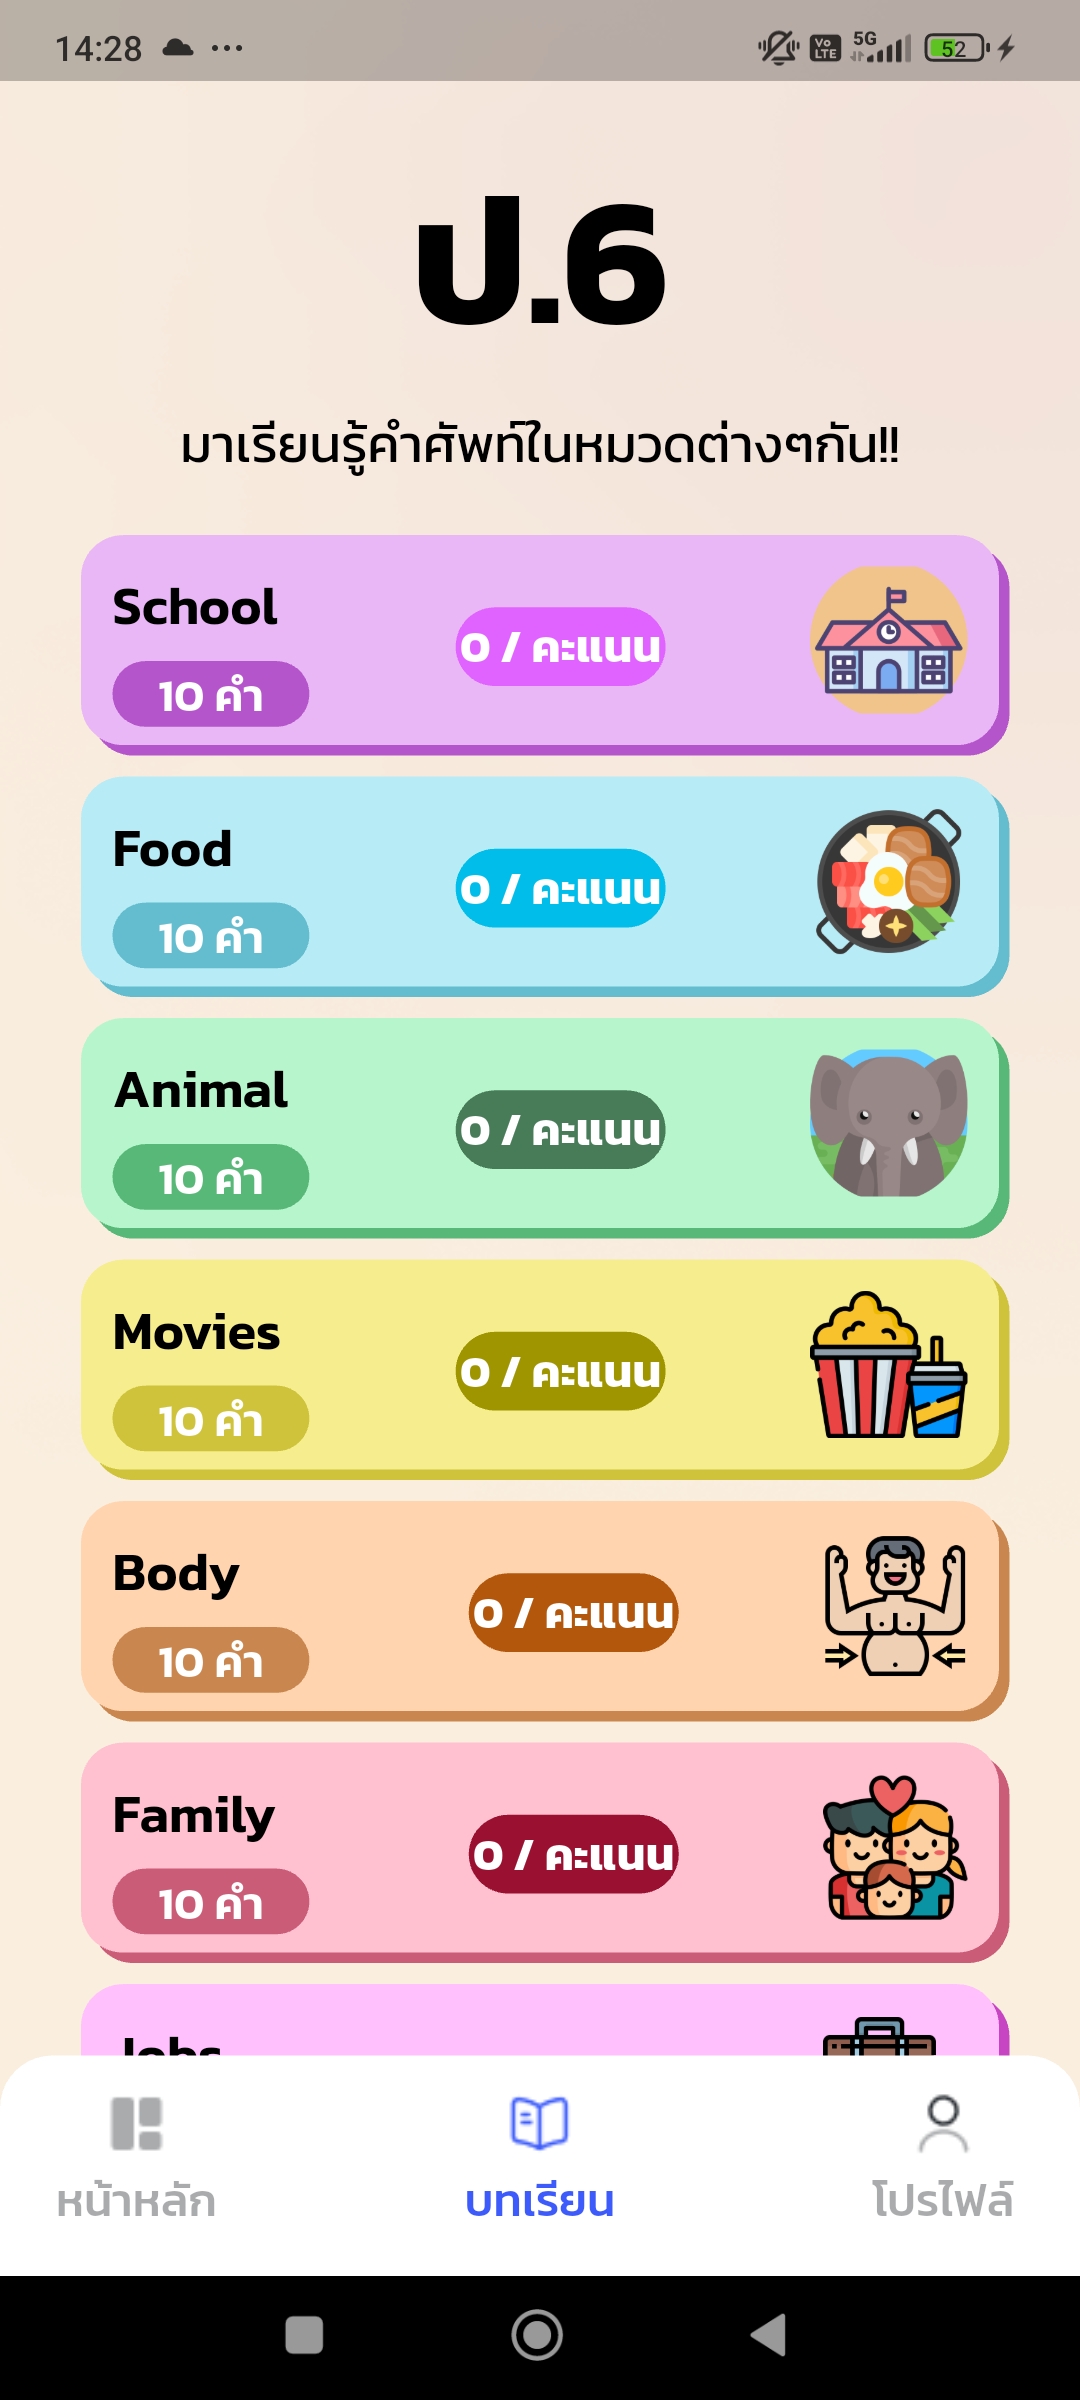 14:28
Vo LTE 5G 52
ป.6
มาเรียนรู้คำศัพท์ในหมวดต่างๆกัน!!
School
0 / คะแนน
10 คำ
Food
0 / คะแนน
10 คำ
Animal
0 / คะแนน
10 คำ
Movies
0 / คะแนน
10 คำ
Body
0 / คะแนน
10 คำ
Family
0 / คะแนน
10 คำ
Jobs
หน้าหลัก
บทเรียน
โปรไฟล์